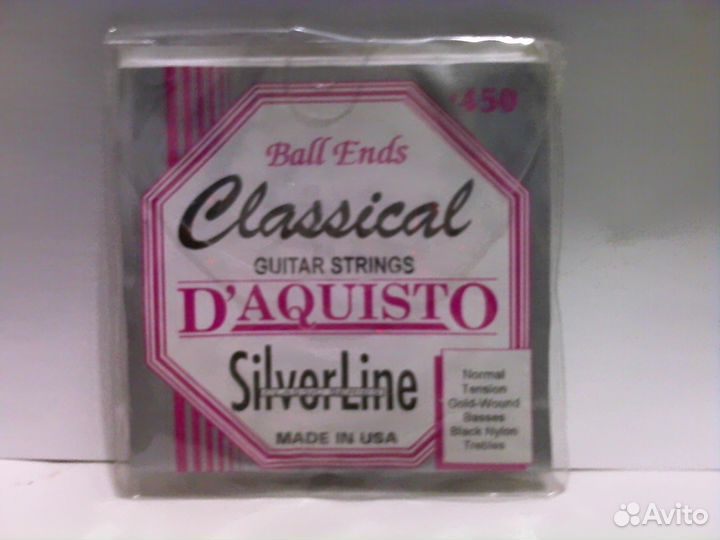 450
Ball Ends
Classical
GUITAR STRINGS
D'AQUISTO
SilverLine
MADE IN USA
Normal
Tension
Gold-Wound
Basses
Black Nylon
Trebles
Avito